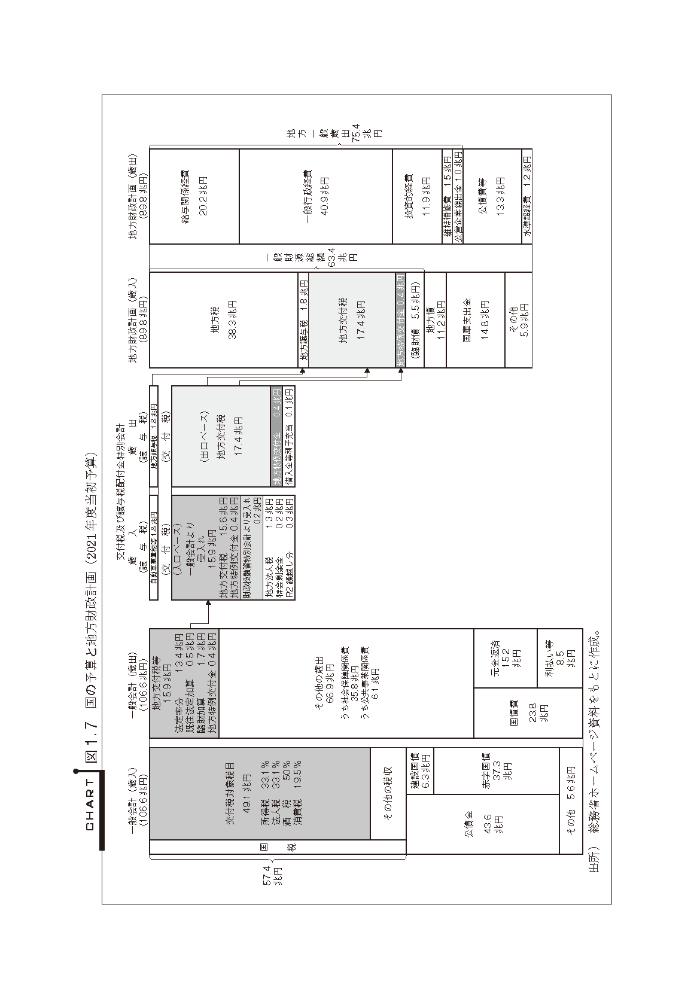 CHART 図1.7 国の予算と地方財政計画（2021年度当初予算）
一般会計（歳入）
（106.6兆円）
57.4
兆円
国
税
交付税対象税目
49.1 兆円
所得税 33.1%
法人税 33.1%
酒 税 50%
消費税 19.5%
その他の税収
公債金
43.6
兆円
建設国債
6.3兆円
赤字国債
37.3
兆円
その他 5.6兆円
一般会計（歳出）
（106.6兆円）
地方交付税等
15.9兆円
法定率分 13.4兆円
既往法定加算 0.5兆円
臨財加算 1.7兆円
地方特例交付金 0.4兆円
その他の歳出
66.9兆円
うち社会保障関係費
35.8兆円
うち公共事業関係費
6.1 兆円
国債費
23.8
兆円
元金返済
15.2
兆円
利払い等
8.5
兆円
交付税及び譲与税配付金特別会計
歳 入
（譲 与 税）
自動車重量税等1.8兆円
（交 付 税）
（入口ベース）
一般会計より
受入れ
15.9兆円
地方交付税 15.6兆円
地方特例交付金 0.4兆円
財政投融資特別会計より受入れ
0.2兆円
地方法人税 1.3兆円
特会剰余金 0.2兆円
R2 繰越し分 0.3兆円
歳 出
（譲 与 税）
地方譲与税 1.8兆円
（交 付 税）
（出口ベース）
地方交付税
17.4兆円
地方特例交付金 0.4兆円
借入金等利子充当 0.1兆円
地方財政計画（歳入）
（89.8兆円）
地方税
38.3兆円
地方譲与税 1.8兆円
地方交付税
17.4兆円
地方特例交付金 0.4兆円
（臨財債 5.5兆円）
地方債
11.2兆円
国庫支出金
14.8兆円
その他
5.9兆円
一般財源総額63.4兆円
地方財政計画（歳出）
（89.8兆円）
給与関係経費
20.2兆円
一般行政経費
40.9兆円
投資的経費
11.9兆円
維持補修費 1.5兆円
公営企業繰出金 1.0兆円
公債費等
13.3兆円
水準超経費 1.2兆円
地方一般歳出75.4兆円
出所） 総務省ホームページ資料をもとに作成。